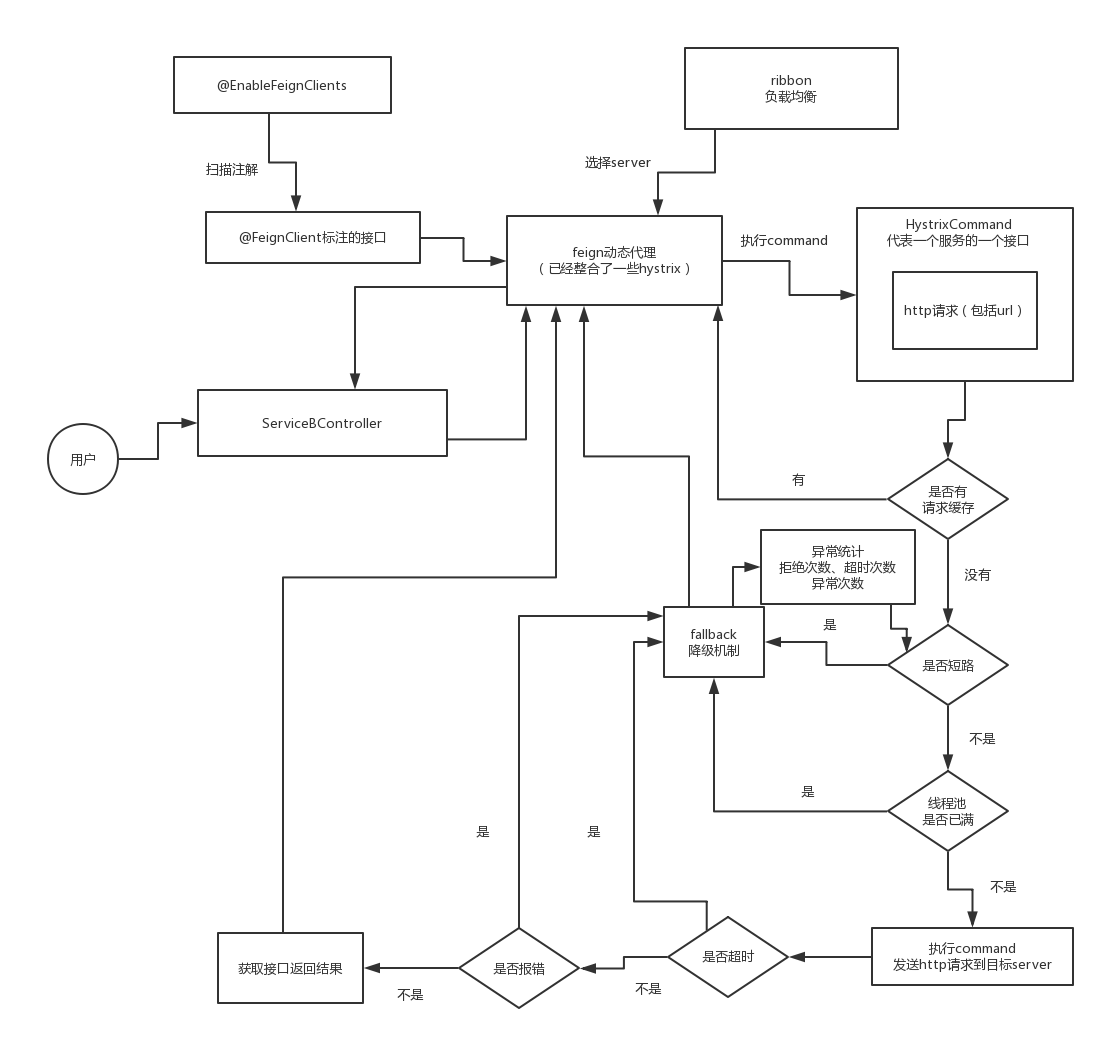 @EnableFeignClients
ribbon
负载均衡
扫描注解
选择server
@FeignClient标注的接口
feign动态代理
（已经整合了一些hystrix）
执行command
HystrixCommand
代表一个服务的一个接口
http请求（包括url）
ServiceBController
用户
有
是否有
请求缓存
异常统计
拒绝次数、超时次数
异常次数
没有
fallback
降级机制
是
是否短路
不是
是
线程池
是否已满
是
是
不是
执行command
发送http请求到目标server
是否超时
不是
是否报错
不是
获取接口返回结果